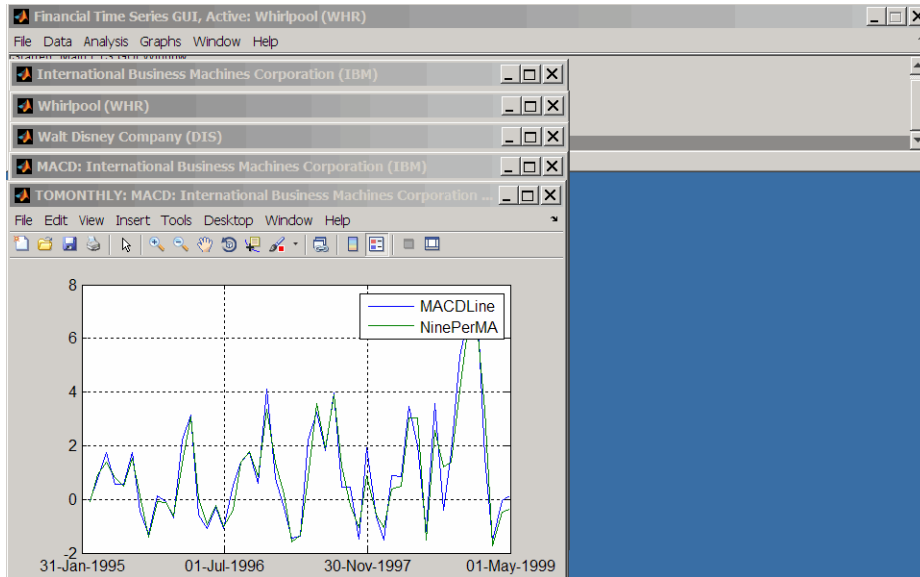 Financial Time Series GUI, Active: Whirlpool (WHR)
File Data Analysis Graphs Window Help
International Business Machines Corporation (IBM)
Whirlpool (WHR)
Walt Disney Company (DIS)
MACD: International Business Machines Corporation (IBM)
TOMONTHLY: MACD: International Business Machines Corporation ...
File Edit View Insert Tools Desktop Window Help
8
MACDLine
NinePerMA
6
4
2
0
-2
31-Jan-1995 01-Jul-1996 30-Nov-1997 01-May-1999